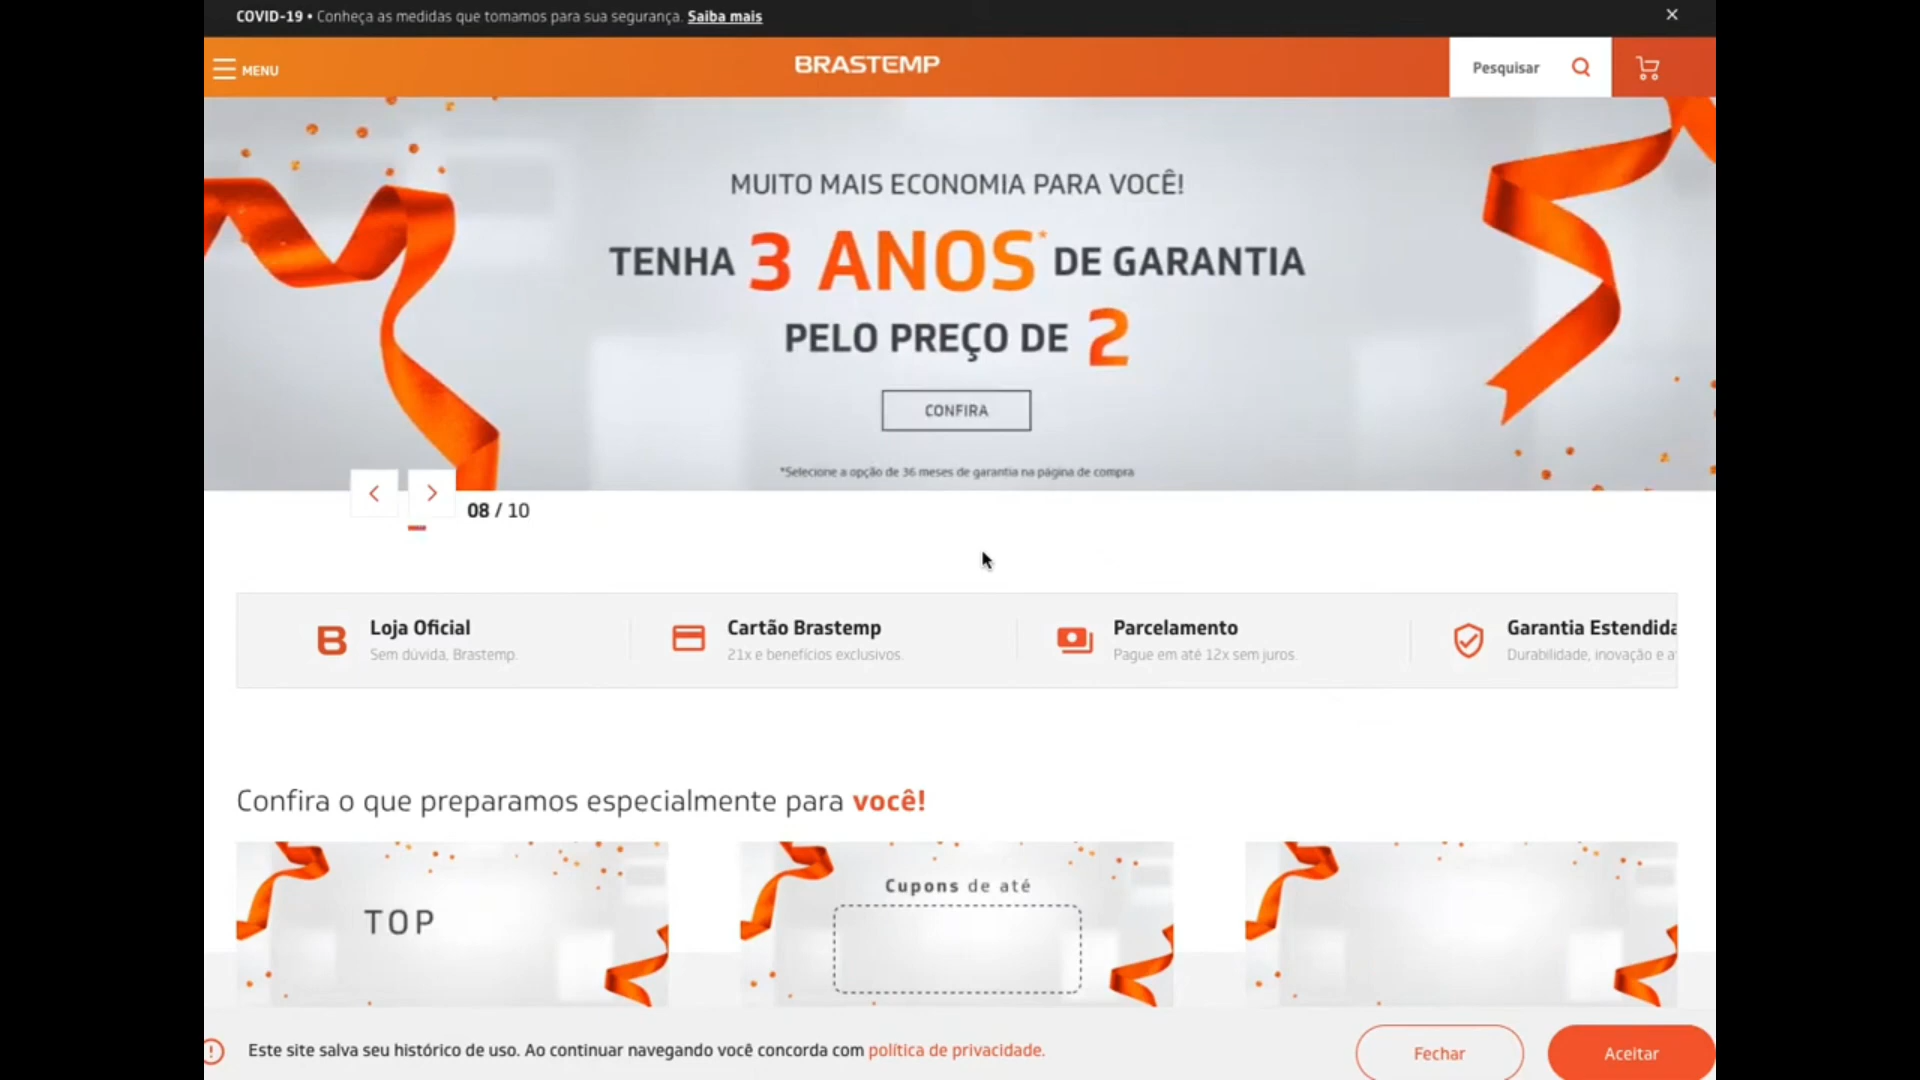 COVID-19 • Conheça as medidas que tomamos para sua segurança. Saiba mais
MENU
BRASTEMP
Pesquisar
MUITO MAIS ECONOMIA PARA VOCÊ!
TENHA 3 ANOS* DE GARANTIA
PELO PREÇO DE 2
CONFIRA
*Selecione a opção de 36 meses de garantia na página de compra
08 / 10
Loja Oficial
Sem dúvida, Brastemp.
Cartão Brastemp
21x e benefícios exclusivos.
Parcelamento
Pague em até 12x sem juros.
Garantia Estendida
Durabilidade, inovação e a
Confira o que preparamos especialmente para você!
TOP
Cupons de até
Este site salva seu histórico de uso. Ao continuar navegando você concorda com política de privacidade.
Fechar
Aceitar